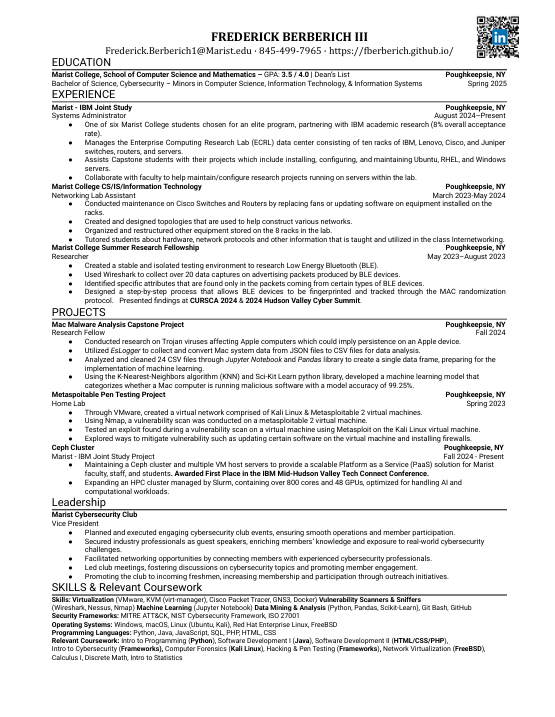 FREDERICK BERBERICH III
in
Frederick.Berberich1@Marist.edu · 845-499-7965 · https://fberberich.github.io/
EDUCATION
Marist College, School of Computer Science and Mathematics – GPA: 3.5 / 4.0 | Dean's List Poughkeepsie, NY
Bachelor of Science, Cybersecurity – Minors in Computer Science, Information Technology, & Information Systems Spring 2025
EXPERIENCE
Marist - IBM Joint Study Poughkeepsie, NY
Systems Administrator August 2024–Present
● One of six Marist College students chosen for an elite program, partnering with IBM academic research (8% overall acceptance
rate).
● Manages the Enterprise Computing Research Lab (ECRL) data center consisting of ten racks of IBM, Lenovo, Cisco, and Juniper
switches, routers, and servers.
● Assists Capstone students with their projects which include installing, configuring, and maintaining Ubuntu, RHEL, and Windows
servers.
● Collaborate with faculty to help maintain/configure research projects running on servers within the lab.
Marist College CS/IS/Information Technology Poughkeepsie, NY
Networking Lab Assistant March 2023-May 2024
● Conducted maintenance on Cisco Switches and Routers by replacing fans or updating software on equipment installed on the
racks.
● Created and designed topologies that are used to help construct various networks.
● Organized and restructured other equipment stored on the 8 racks in the lab.
● Tutored students about hardware, network protocols and other information that is taught and utilized in the class Internetworking.
Marist College Summer Research Fellowship Poughkeepsie, NY
Researcher May 2023–August 2023
● Created a stable and isolated testing environment to research Low Energy Bluetooth (BLE).
● Used Wireshark to collect over 20 data captures on advertising packets produced by BLE devices.
● Identified specific attributes that are found only in the packets coming from certain types of BLE devices.
● Designed a step-by-step process that allows BLE devices to be fingerprinted and tracked through the MAC randomization
protocol. Presented findings at CURSCA 2024 & 2024 Hudson Valley Cyber Summit.
PROJECTS
Mac Malware Analysis Capstone Project Poughkeepsie, NY
Research Fellow Fall 2024
● Conducted research on Trojan viruses affecting Apple computers which could imply persistence on an Apple device.
● Utilized EsLogger to collect and convert Mac system data from JSON files to CSV files for data analysis.
● Analyzed and cleaned 24 CSV files through Jupyter Notebook and Pandas library to create a single data frame, preparing for the
implementation of machine learning.
● Using the K-Nearest-Neighbors algorithm (KNN) and Sci-Kit Learn python library, developed a machine learning model that
categorizes whether a Mac computer is running malicious software with a model accuracy of 99.25%.
Metaspoitable Pen Testing Project Poughkeepsie, NY
Home Lab Spring 2023
● Through VMware, created a virtual network comprised of Kali Linux & Metasploitable 2 virtual machines.
● Using Nmap, a vulnerability scan was conducted on a metasploitable 2 virtual machine.
● Tested an exploit found during a vulnerability scan on a virtual machine using Metasploit on the Kali Linux virtual machine.
● Explored ways to mitigate vulnerability such as updating certain software on the virtual machine and installing firewalls.
Ceph Cluster Poughkeepsie, NY
Marist - IBM Joint Study Project Fall 2024 - Present
● Maintaining a Ceph cluster and multiple VM host servers to provide a scalable Platform as a Service (PaaS) solution for Marist
faculty, staff, and students. Awarded First Place in the IBM Mid-Hudson Valley Tech Connect Conference.
● Expanding an HPC cluster managed by Slurm, containing over 800 cores and 48 GPUs, optimized for handling AI and
computational workloads.
Leadership
Marist Cybersecurity Club
Vice President
● Planned and executed engaging cybersecurity club events, ensuring smooth operations and member participation.
● Secured industry professionals as guest speakers, enriching members' knowledge and exposure to real-world cybersecurity
challenges.
● Facilitated networking opportunities by connecting members with experienced cybersecurity professionals.
● Led club meetings, fostering discussions on cybersecurity topics and promoting member engagement.
● Promoting the club to incoming freshmen, increasing membership and participation through outreach initiatives.
SKILLS & Relevant Coursework
Skills: Virtualization (VMware, KVM (virt-manager), Cisco Packet Tracer, GNS3, Docker) Vulnerability Scanners & Sniffers
(Wireshark, Nessus, Nmap) Machine Learning (Jupyter Notebook) Data Mining & Analysis (Python, Pandas, Scikit-Learn), Git Bash, GitHub
Security Frameworks: MITRE ATT&CK, NIST Cybersecurity Framework, ISO 27001
Operating Systems: Windows, macOS, Linux (Ubuntu, Kali), Red Hat Enterprise Linux, FreeBSD
Programming Languages: Python, Java, JavaScript, SQL, PHP, HTML, CSS
Relevant Coursework: Intro to Programming (Python), Software Development I (Java), Software Development II (HTML/CSS/PHP),
Intro to Cybersecurity (Frameworks), Computer Forensics (Kali Linux), Hacking & Pen Testing (Frameworks), Network Virtualization (FreeBSD),
Calculus I, Discrete Math, Intro to Statistics